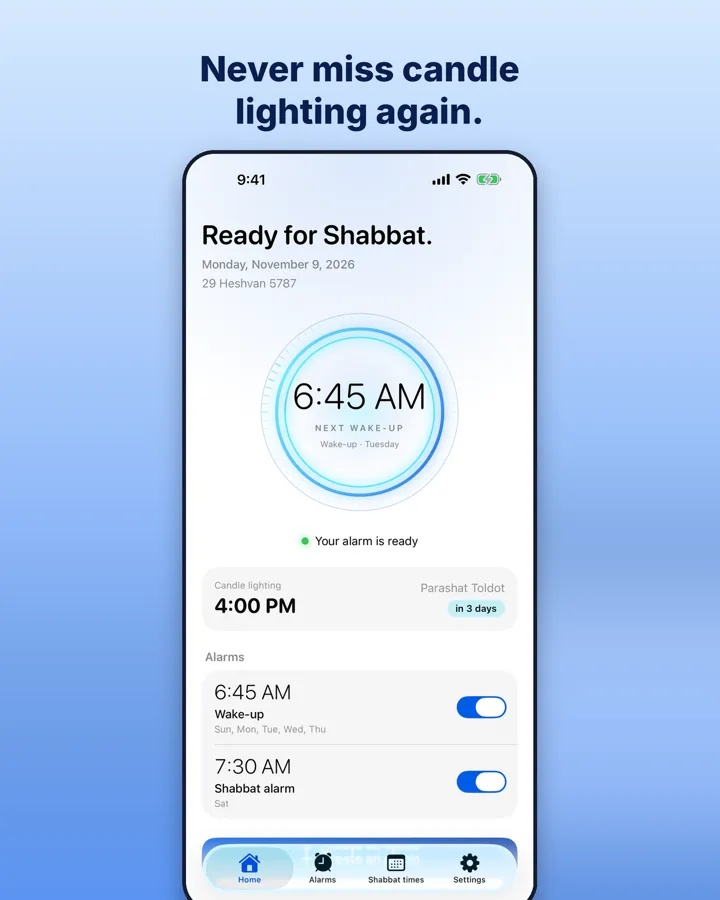 Never miss candle
lighting again.
9:41
Ready for Shabbat.
Monday, November 9, 2026
29 Heshvan 5787
6:45 AM
NEXT WAKE-UP
Wake-up · Tuesday
Your alarm is ready
Candle lighting
Parashat Toldot
4:00 PM
in 3 days
Alarms
6:45 AM
Wake-up
Sun, Mon, Tue, Wed, Thu
7:30 AM
Shabbat alarm
Sat
Home
Alarms
Shabbat times
Settings